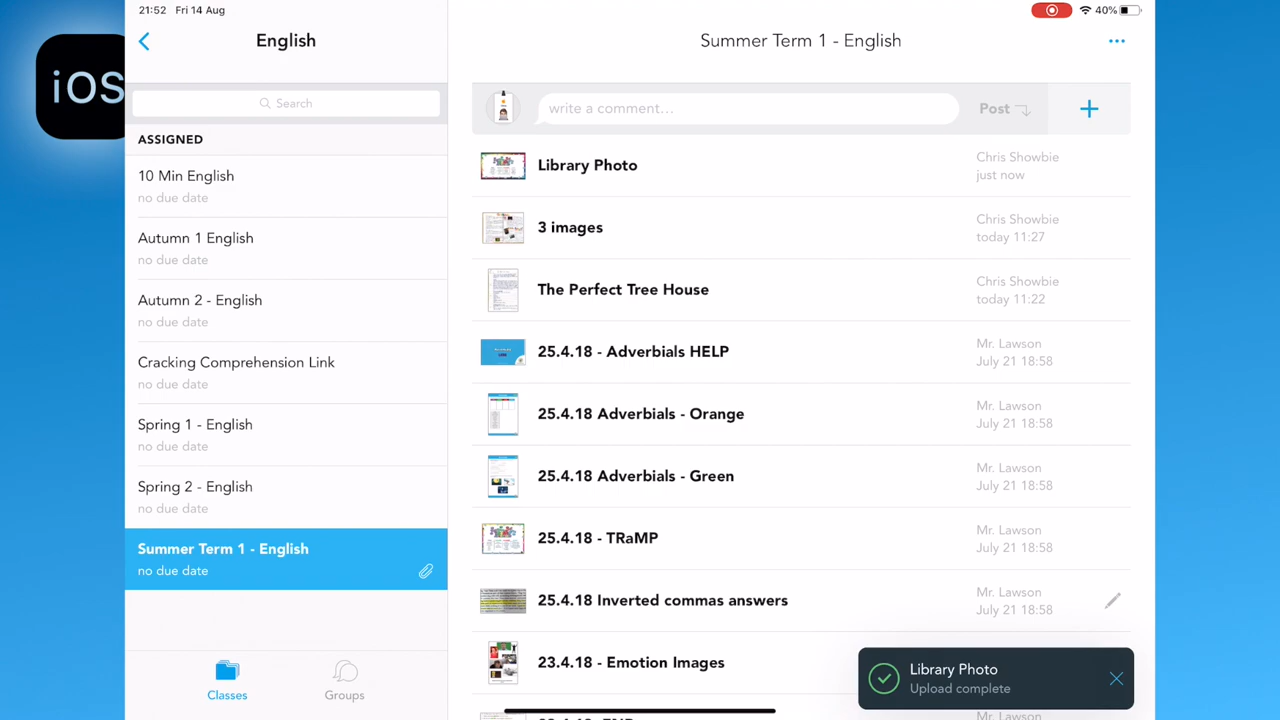 21:52 Fri 14 Aug
40%
iOS
English
Search
ASSIGNED
10 Min English
no due date
Autumn 1 English
no due date
Autumn 2 - English
no due date
Cracking Comprehension Link
no due date
Spring 1 - English
no due date
Spring 2 - English
no due date
Summer Term 1 - English
no due date
Classes
Groups
Summer Term 1 - English
write a comment...
Post
Library Photo
Chris Showbie
just now
3 images
Chris Showbie
today 11:27
The Perfect Tree House
Chris Showbie
today 11:22
25.4.18 - Adverbials HELP
Mr. Lawson
July 21 18:58
25.4.18 Adverbials - Orange
Mr. Lawson
July 21 18:58
25.4.18 Adverbials - Green
Mr. Lawson
July 21 18:58
25.4.18 - TRaMP
Mr. Lawson
July 21 18:58
25.4.18 Inverted commas answers
Mr. Lawson
July 21 18:58
23.4.18 - Emotion Images
Library Photo
Upload complete